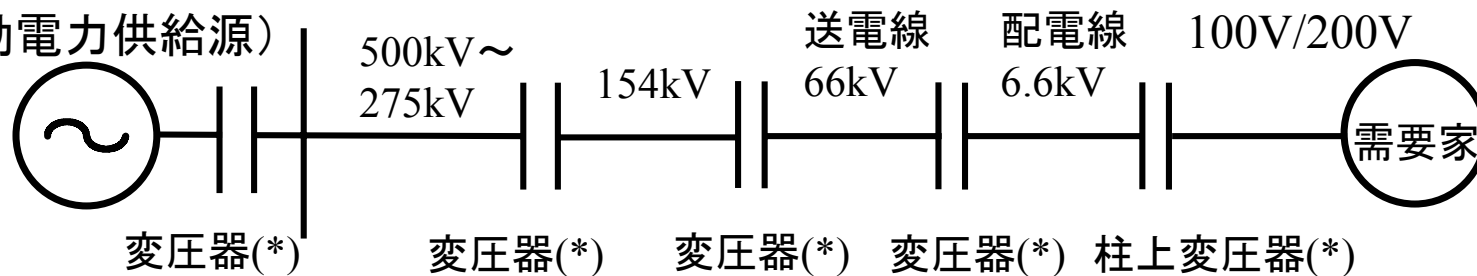 動電力供給源）
500kV～
275kV
154kV
送電線
66kV
配電線
6.6kV
100V/200V
需要家
変圧器(*)
変圧器(*)
変圧器(*)
変圧器(*)
柱上変圧器(*)